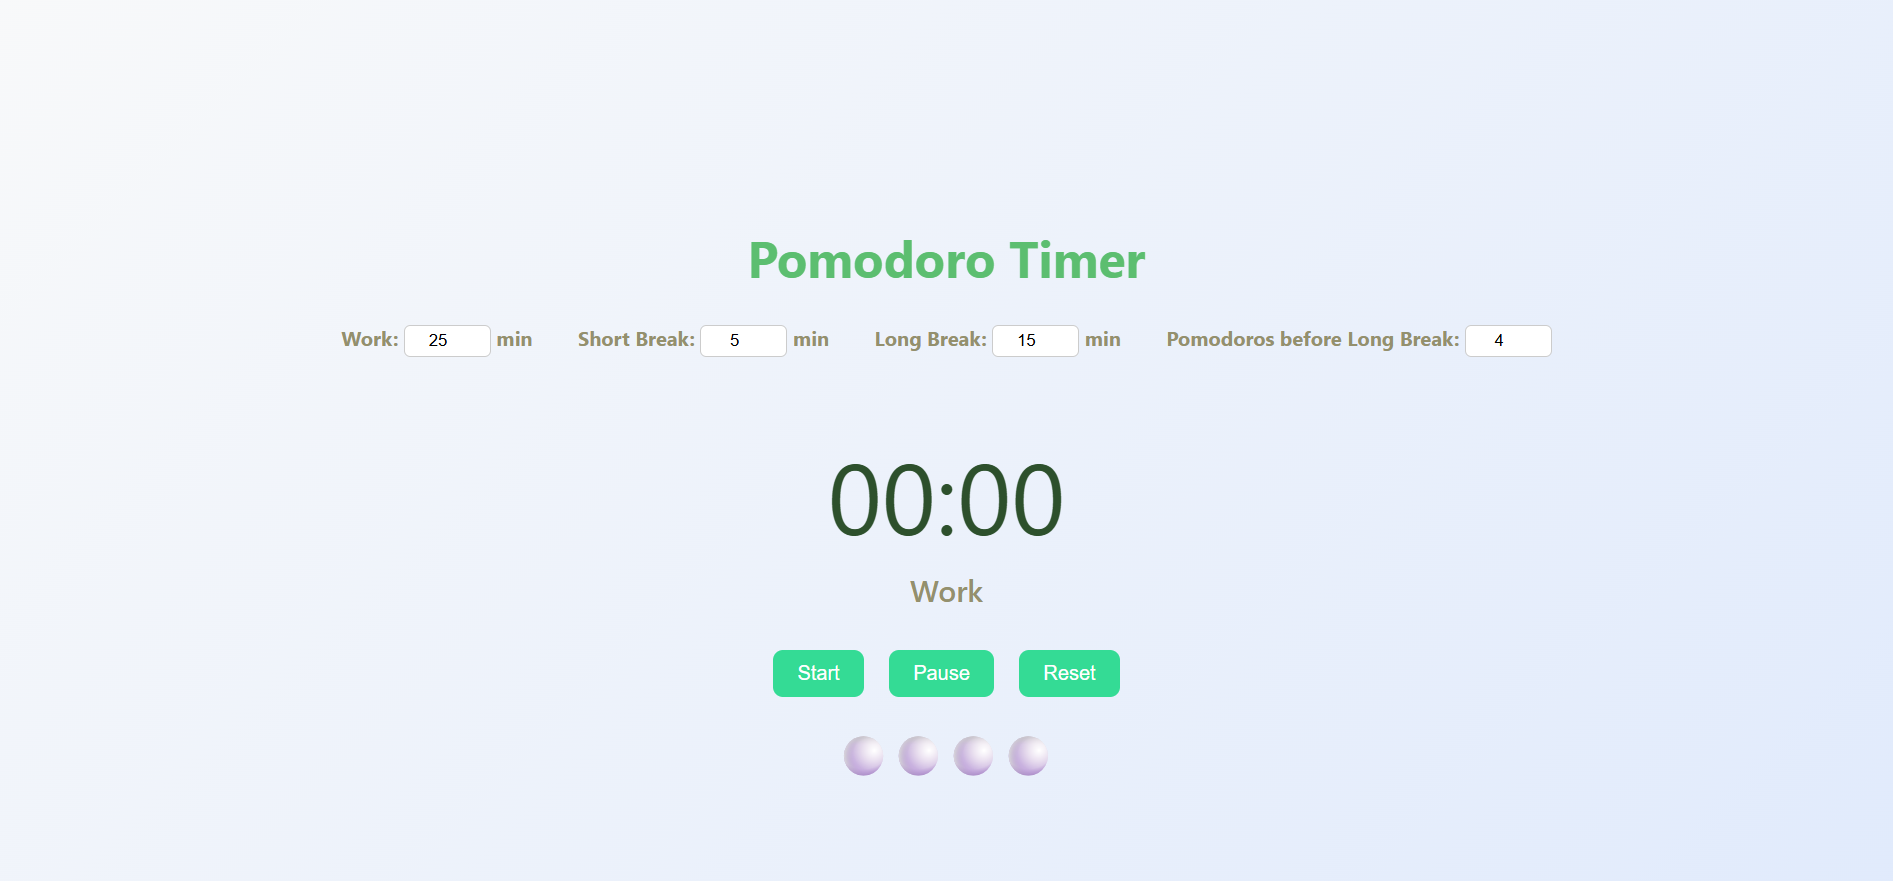 Pomodoro Timer
Work: 25 min Short Break: 5 min Long Break: 15 min Pomodoros before Long Break: 4
00:00
Work
Start Pause Reset